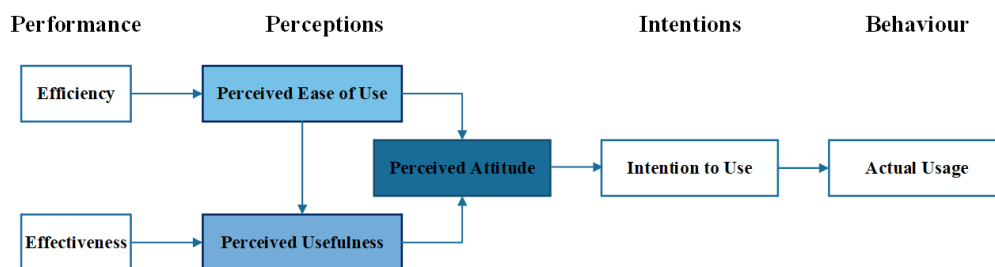 Performance
Perceptions
Intentions
Behaviour
Efficiency
Perceived Ease of Use
Perceived Attitude
Intention to Use
Actual Usage
Effectiveness
Perceived Usefulness